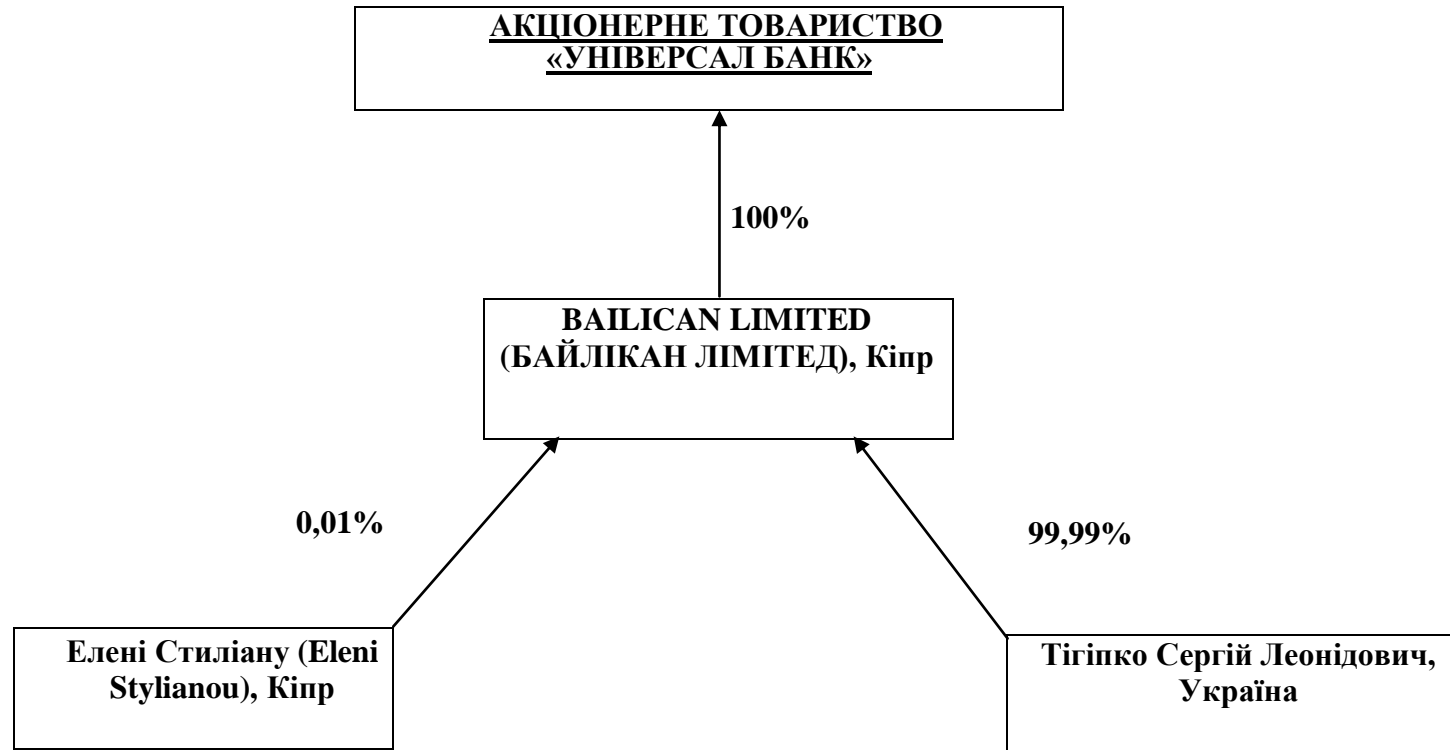 АКЦІОНЕРНЕ ТОВАРИСТВО
«УНІВЕРСАЛ БАНК»
100%
BAILICAN LIMITED
(БАЙЛІКАН ЛІМІТЕД), Кіпр
0,01%
99,99%
Елені Стиліану (Eleni
Stylianou), Кіпр
Тігіпко Сергій Леонідович,
Україна